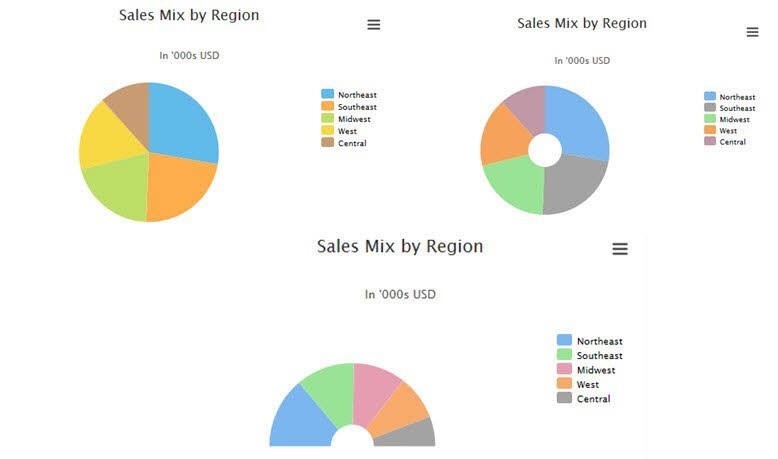 Sales Mix by Region
In '000s USD
Northeast
Southeast
Midwest
West
Central
Sales Mix by Region
In '000s USD
Northeast
Southeast
Midwest
West
Central
Sales Mix by Region
In '000s USD
Northeast
Southeast
Midwest
West
Central